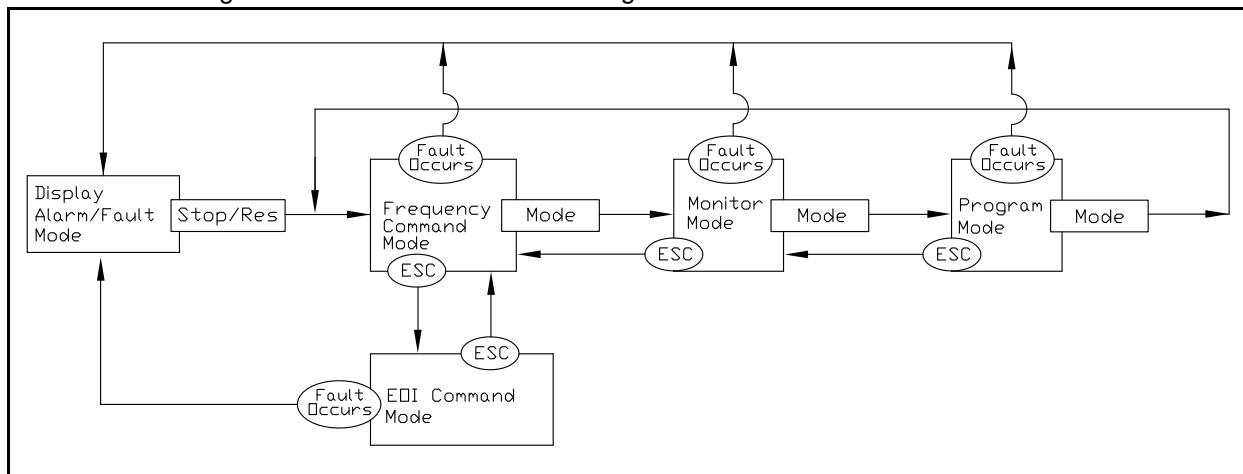 Fault
Occurs
Fault
Occurs
Fault
Occurs
Display
Alarm/Fault
Mode
Stop/Res
Frequency
Command
Mode
Mode
Monitor
Mode
Mode
Program
Mode
Mode
ESC
ESC
ESC
ESC
Fault
Occurs
EOI Command
Mode